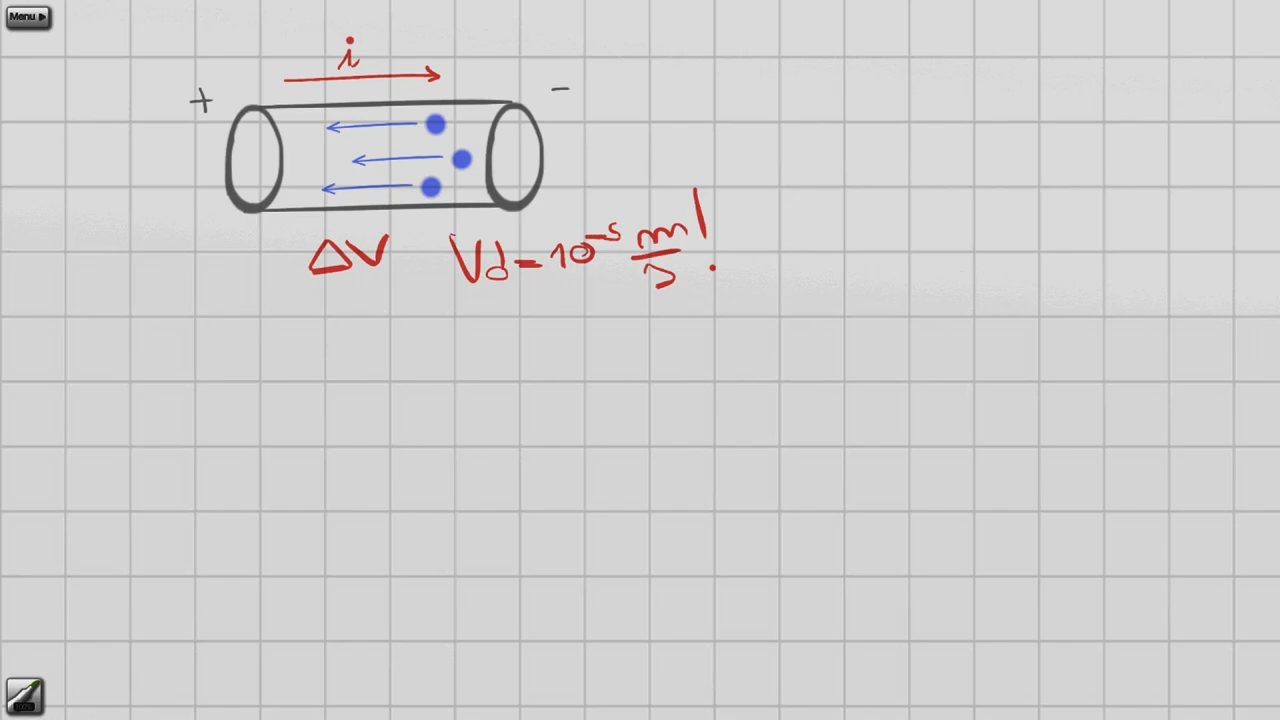 Menu
i
+ -
ΔV Vd = 10⁻⁵ m/s !